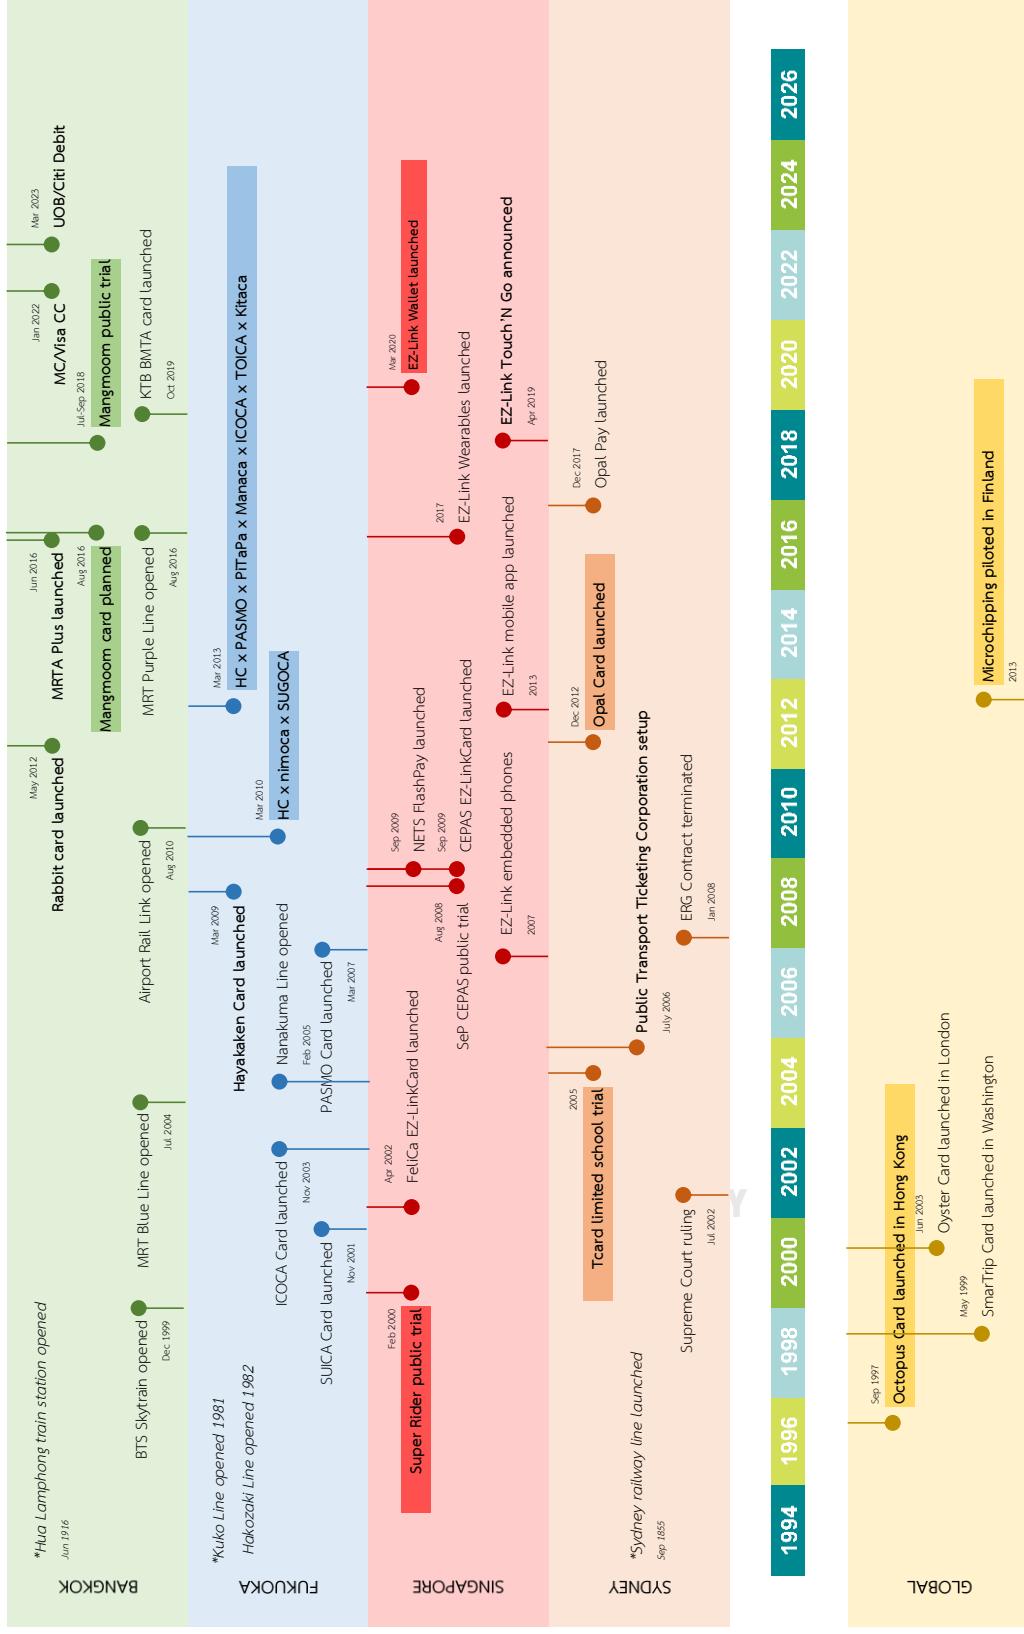 BANGKOK
*Hua Lamphong train station opened
Jun 1916
BTS Skytrain opened
Dec 1999
MRT Blue Line opened
Jul 2004
Airport Rail Link opened
Aug 2010
Rabbit card launched
May 2012
MRTA Plus launched
Jun 2016
Mangmoom card planned
Aug 2016
MRT Purple Line opened
Aug 2016
Mangmoom public trial
Jul-Sep 2018
KTB BMTA card launched
Oct 2019
MC/Visa CC
Jan 2022
UOB/Citi Debit
Mar 2023
FUKUOKA
*Kuko Line opened 1981
Hakozaki Line opened 1982
SUICA Card launched
Nov 2001
ICOCA Card launched
Nov 2003
Nanakuma Line opened
Feb 2005
PASMO Card launched
Mar 2007
Hayakaken Card launched
Mar 2009
HC x nimoca x SUGOCA
Mar 2010
HC x PASMO x PiTaPa x Manaca x ICOCA x TOICA x Kitaca
Mar 2013
SINGAPORE
Super Rider public trial
Feb 2000
FeliCa EZ-LinkCard launched
Apr 2002
EZ-Link embedded phones
2007
SeP CEPAS public trial
Aug 2008
NETS FlashPay launched
Sep 2009
CEPAS EZ-LinkCard launched
Sep 2009
EZ-Link mobile app launched
2013
EZ-Link Wearables launched
2017
EZ-Link Touch'N Go announced
Apr 2019
EZ-Link Wallet launched
Mar 2020
SYDNEY
*Sydney railway line launched
Sep 1855
Supreme Court ruling
Jul 2002
Tcard limited school trial
2005
Public Transport Ticketing Corporation setup
July 2006
ERG Contract terminated
Jan 2008
Opal Card launched
Dec 2012
Opal Pay launched
Dec 2017
Y
1994
1996
1998
2000
2002
2004
2006
2008
2010
2012
2014
2016
2018
2020
2022
2024
2026
GLOBAL
Octopus Card launched in Hong Kong
Sep 1997
SmarTrip Card launched in Washington
May 1999
Oyster Card launched in London
Jun 2003
Microchipping piloted in Finland
2013